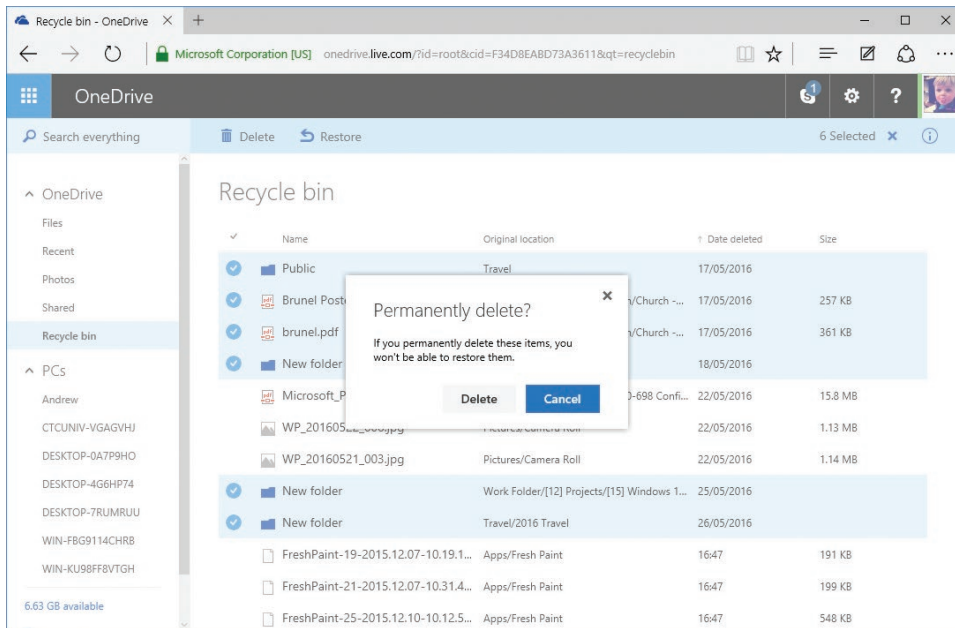 Recycle bin - OneDrive
Microsoft Corporation [US] onedrive.live.com/?id=root&cid=F34D8EABD73A3611&qt=recyclebin
OneDrive
1
?
Search everything
Delete
Restore
6 Selected
OneDrive
Files
Recent
Photos
Shared
Recycle bin
PCs
Andrew
CTCUNIV-VGAGVHJ
DESKTOP-0A7P9HO
DESKTOP-4G6HP74
DESKTOP-7RUMRUU
WIN-FBG9114CHRB
WIN-KU98FF8VTGH
6.63 GB available
Recycle bin
Name Original location Date deleted Size
Public Travel 17/05/2016
Brunel Poste n/Church -... 17/05/2016 257 KB
brunel.pdf n/Church -... 17/05/2016 361 KB
New folder 18/05/2016
Microsoft_P 0-698 Confi... 22/05/2016 15.8 MB
WP_20160522_000.jpg Pictures/Camera Roll 22/05/2016 1.13 MB
WP_20160521_003.jpg Pictures/Camera Roll 22/05/2016 1.14 MB
New folder Work Folder/[12] Projects/[15] Windows 1... 25/05/2016
New folder Travel/2016 Travel 26/05/2016
FreshPaint-19-2015.12.07-10.19.1... Apps/Fresh Paint 16:47 191 KB
FreshPaint-21-2015.12.07-10.31.4... Apps/Fresh Paint 16:47 199 KB
FreshPaint-25-2015.12.10-10.12.5... Apps/Fresh Paint 16:47 548 KB
Permanently delete?
If you permanently delete these items, you
won't be able to restore them.
Delete
Cancel